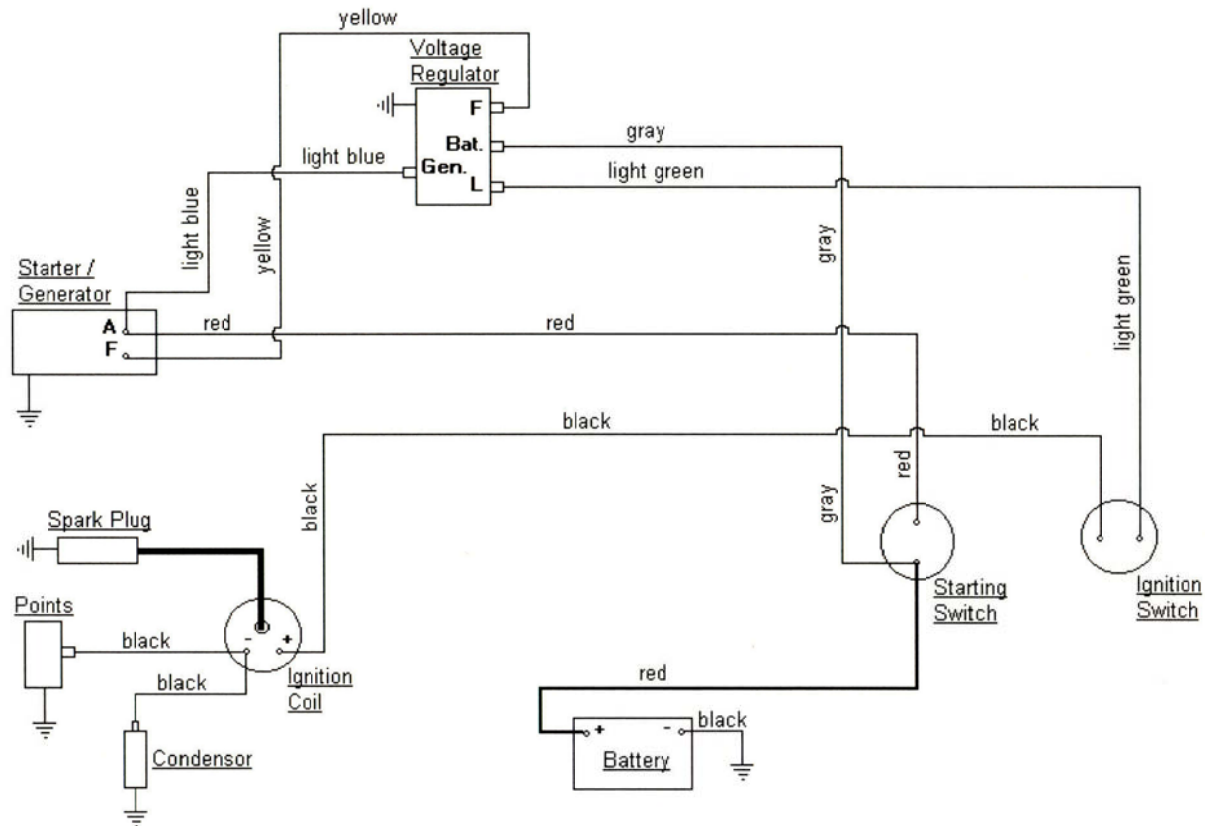 yellow
Voltage
Regulator
F
gray
Bat.
light blue
Gen.
light green
L
light blue
yellow
gray
light green
Starter /
Generator
A
red
red
F
black
black
red
black
gray
Spark Plug
Starting
Switch
Ignition
Switch
Points
- +
black
Ignition
Coil
black
red
+ -
black
Condensor
Battery